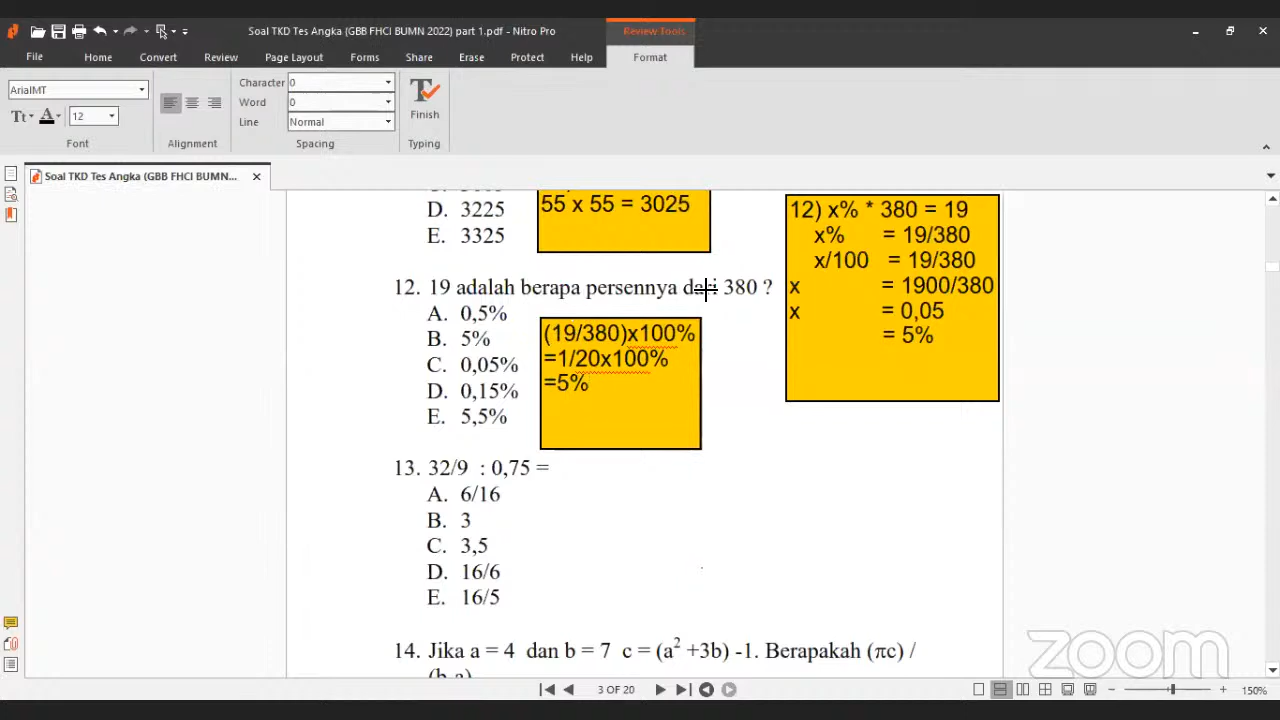 Soal TKD Tes Angka (GBB FHCI BUMN 2022) part 1.pdf - Nitro Pro
Review Tools
File Home Convert Review Page Layout Forms Share Erase Protect Help Format
ArialMT
Character 0
Word 0
Line Normal
Tt A 12
Finish
Font Alignment Spacing Typing
Soal TKD Tes Angka (GBB FHCI BUMN...
D. 3225
E. 3325
55 x 55 = 3025
12. 19 adalah berapa persennya dari 380 ?
A. 0,5%
B. 5%
C. 0,05%
D. 0,15%
E. 5,5%
(19/380)x100%
=1/20x100%
=5%
12) x% * 380 = 19
x% = 19/380
x/100 = 19/380
x = 1900/380
x = 0,05
= 5%
13. 32/9 : 0,75 =
A. 6/16
B. 3
C. 3,5
D. 16/6
E. 16/5
14. Jika a = 4 dan b = 7 c = (a² +3b) -1. Berapakah (πc) /
zoom
3 OF 20
150%